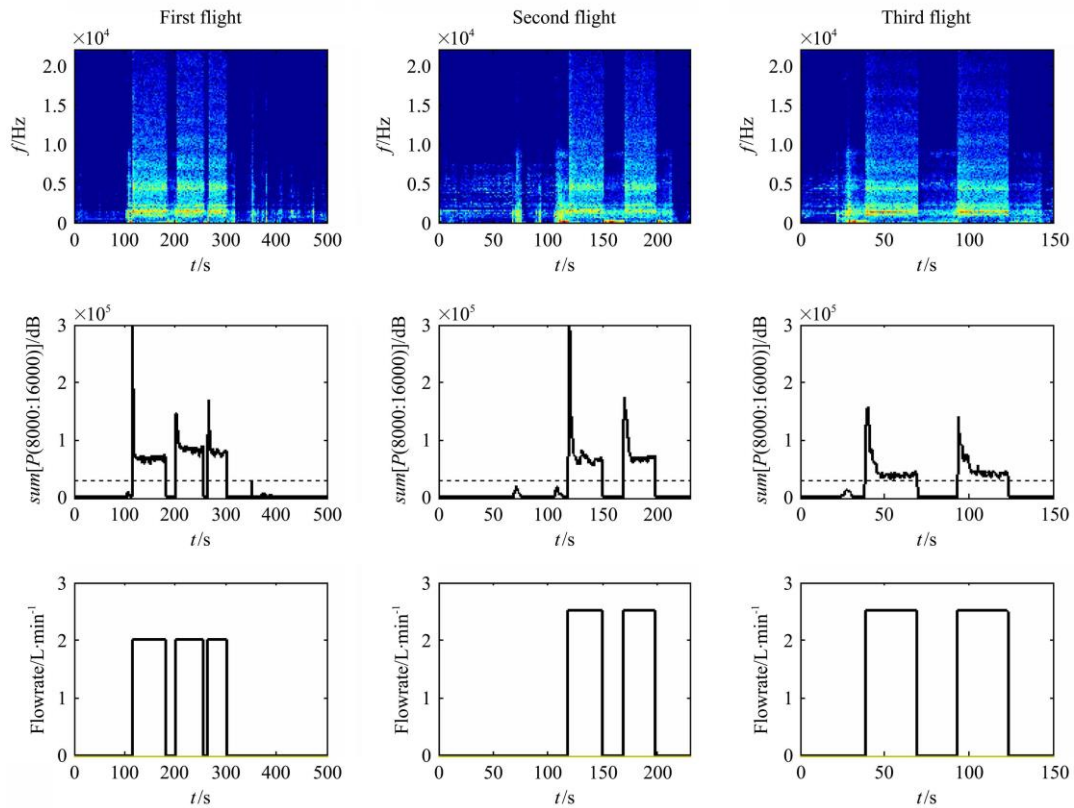 First flight Second flight Third flight
×10⁴ ×10⁴ ×10⁴
2.0 2.0 2.0
1.5 1.5 1.5
f/Hz f/Hz f/Hz
1.0 1.0 1.0
0.5 0.5 0.5
0 0 0
0 100 200 300 400 500 0 50 100 150 200 0 50 100 150
t/s t/s t/s
×10⁵ ×10⁵ ×10⁵
3 3 3
sum[P(8000:16000)]/dB sum[P(8000:16000)]/dB sum[P(8000:16000)]/dB
2 2 2
1 1 1
0 0 0
0 100 200 300 400 500 0 50 100 150 200 0 50 100 150
t/s t/s t/s
3 3 3
Flowrate/L·min⁻¹ Flowrate/L·min⁻¹ Flowrate/L·min⁻¹
2 2 2
1 1 1
0 0 0
0 100 200 300 400 500 0 50 100 150 200 0 50 100 150
t/s t/s t/s